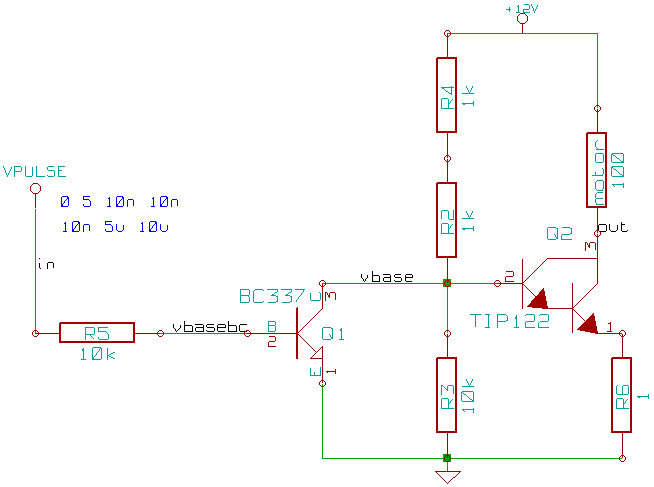 +12V
R4
1k
VPULSE
0 5 10n 10n
10n 5u 10u
motor
100
R2
1k
out
Q2
3
in
vbase
2
BC337
C
3
TIP122
vbasebc
B
2
Q1
1
R5
10k
E
1
R3
10k
R6
1